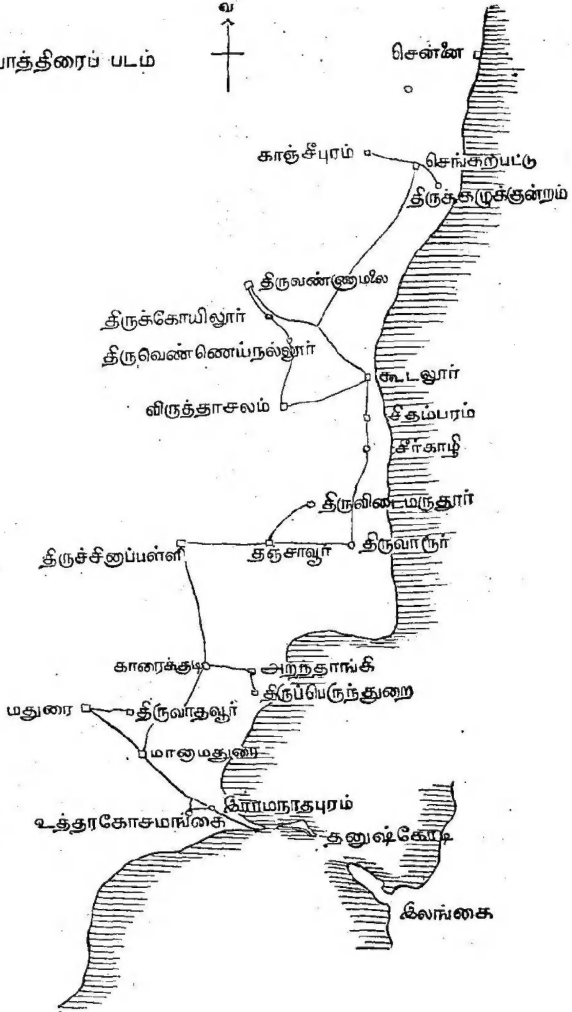 வ
யாத்திரைப் படம்
சென்னை
காஞ்சீபுரம்
செங்கற்பட்டு
திருக்கழுக்குன்றம்
திருவண்ணாமலை
திருக்கோயிலூர்
திருவெண்ணெய்நல்லூர்
கூடலூர்
விருத்தாசலம்
சிதம்பரம்
சீர்காழி
திருவிடைமருதூர்
திருச்சினாப்பள்ளி
தஞ்சாவூர்
திருவாரூர்
காரைக்குடி
அறந்தாங்கி
திருப்பெருந்துறை
மதுரை
திருவாதவூர்
மானாமதுரை
இராமநாதபுரம்
உத்தரகோசமங்கை
தனுஷ்கோடி
இலங்கை